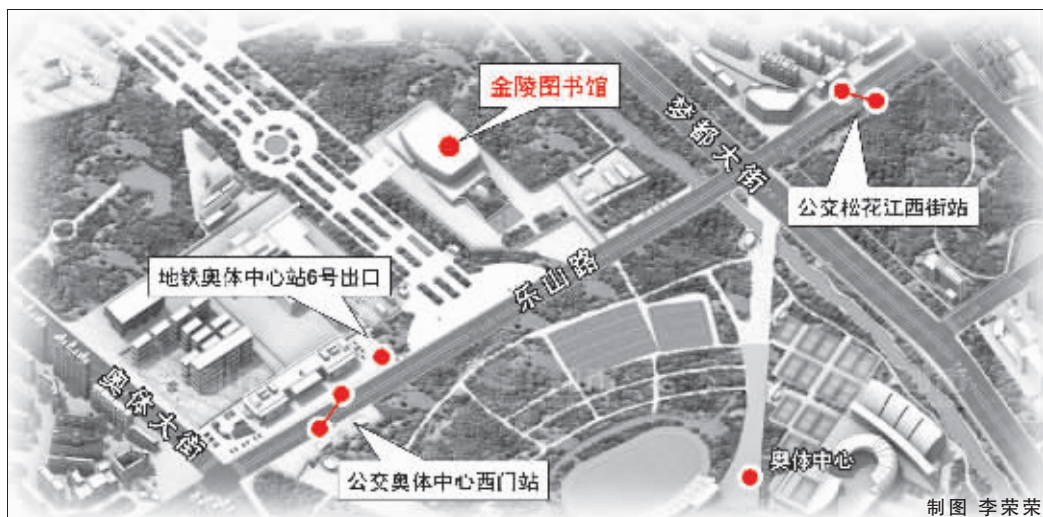 金陵图书馆
梦都大街
公交松花江西街站
地铁奥体中心站6号出口
乐山路
奥体大街
公交奥体中心西门站
奥体中心
制图 李荣荣